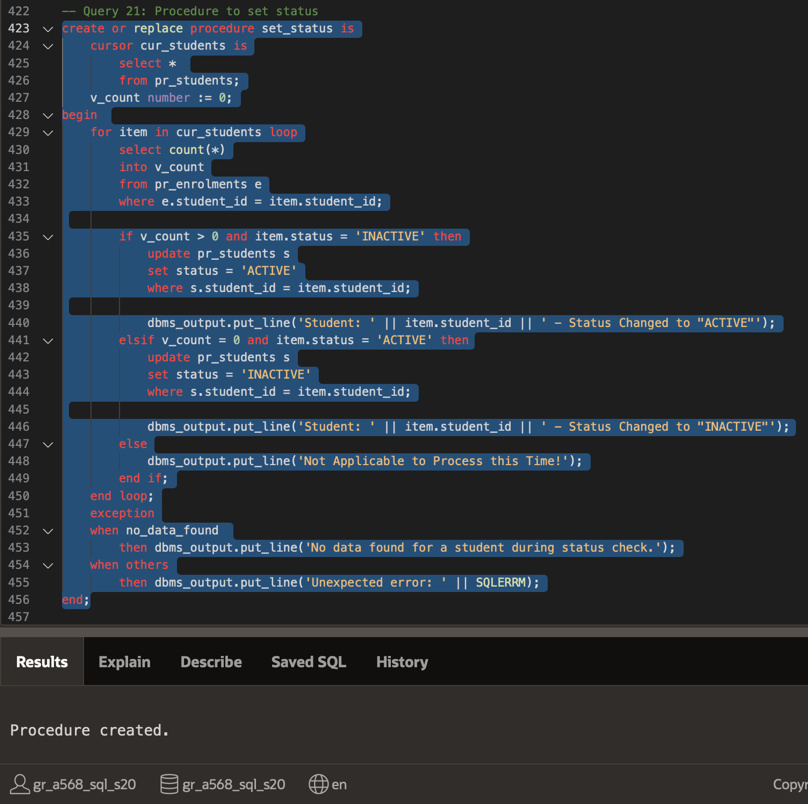 422 -- Query 21: Procedure to set status
423 create or replace procedure set_status is
424 cursor cur_students is
425 select *
426 from pr_students;
427 v_count number := 0;
428 begin
429 for item in cur_students loop
430 select count(*)
431 into v_count
432 from pr_enrolments e
433 where e.student_id = item.student_id;
434
435 if v_count > 0 and item.status = 'INACTIVE' then
436 update pr_students s
437 set status = 'ACTIVE'
438 where s.student_id = item.student_id;
439
440 dbms_output.put_line('Student: ' || item.student_id || ' - Status Changed to "ACTIVE"');
441 elsif v_count = 0 and item.status = 'ACTIVE' then
442 update pr_students s
443 set status = 'INACTIVE'
444 where s.student_id = item.student_id;
445
446 dbms_output.put_line('Student: ' || item.student_id || ' - Status Changed to "INACTIVE"');
447 else
448 dbms_output.put_line('Not Applicable to Process this Time!');
449 end if;
450 end loop;
451 exception
452 when no_data_found
453 then dbms_output.put_line('No data found for a student during status check.');
454 when others
455 then dbms_output.put_line('Unexpected error: ' || SQLERRM);
456 end;
457
Results Explain Describe Saved SQL History
Procedure created.
gr_a568_sql_s20 gr_a568_sql_s20 en Copyr